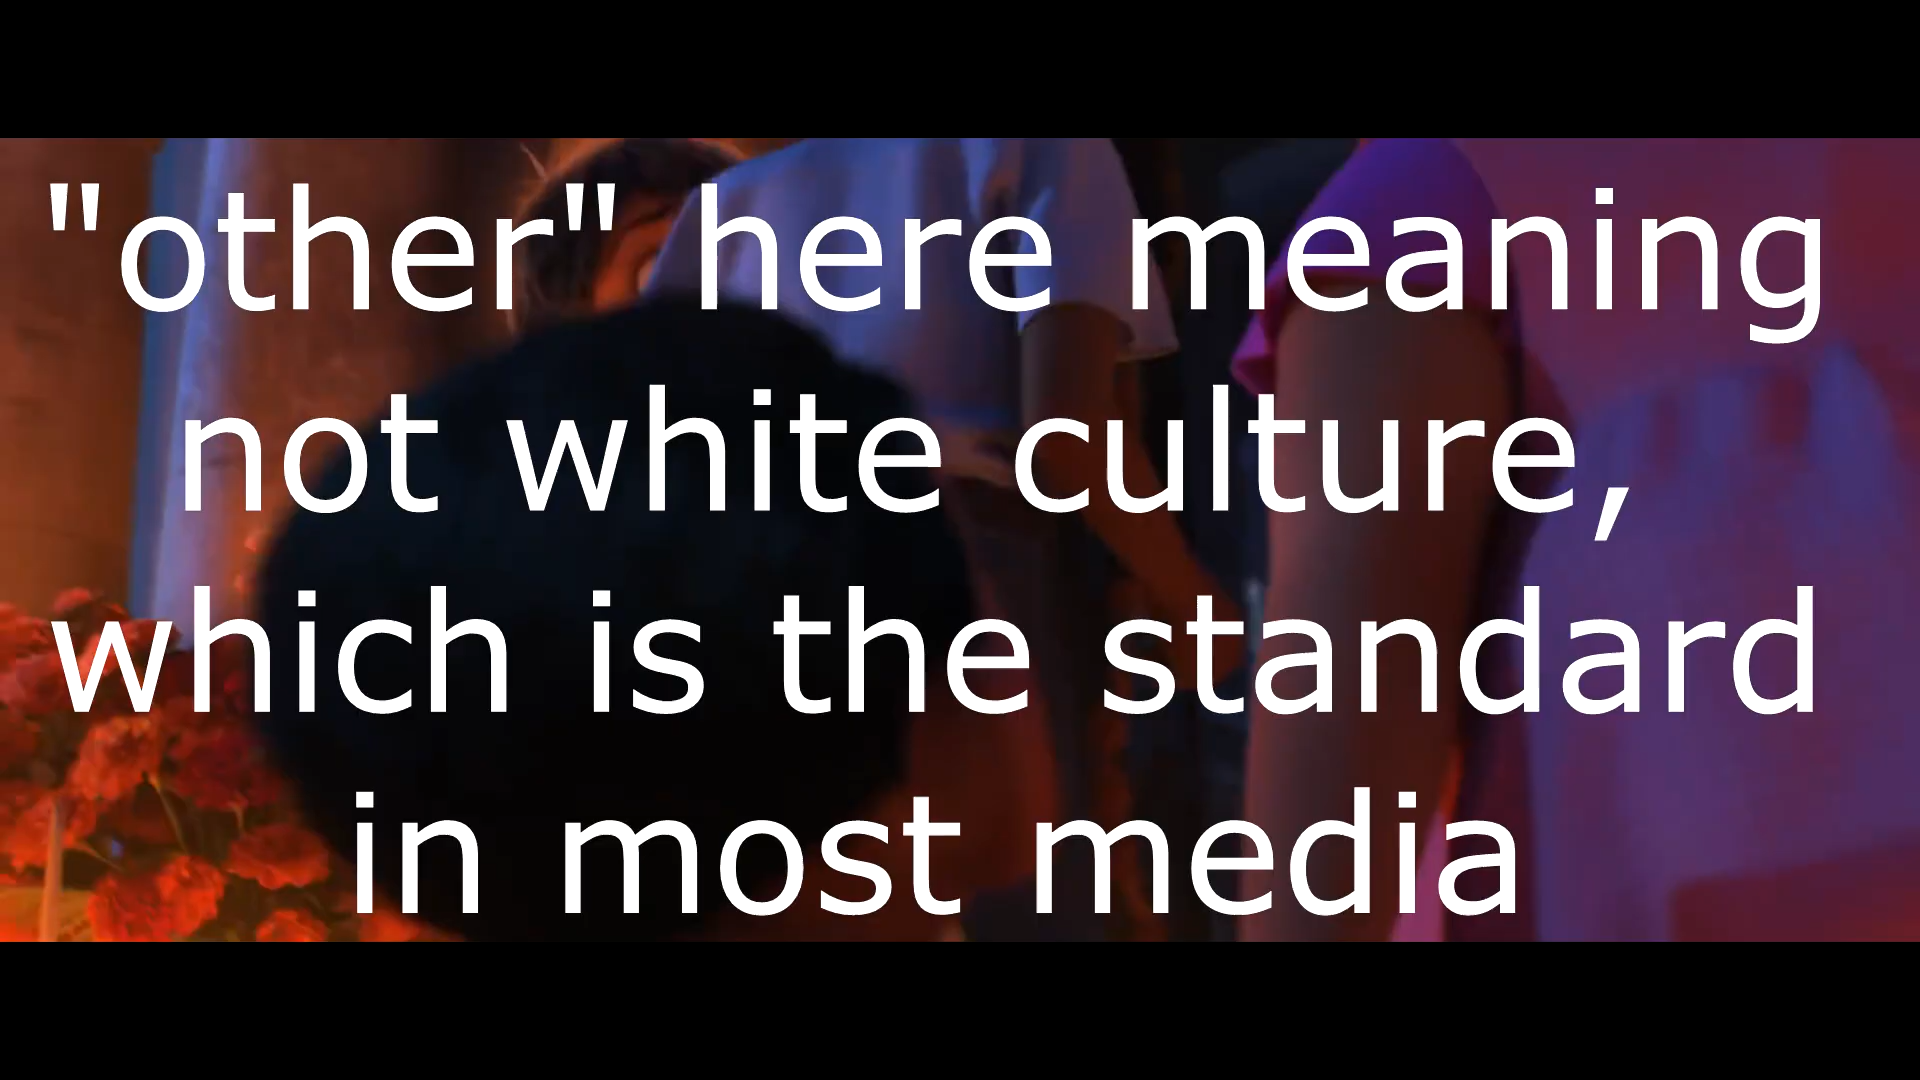 "other" here meaning
not white culture,
which is the standard
in most media